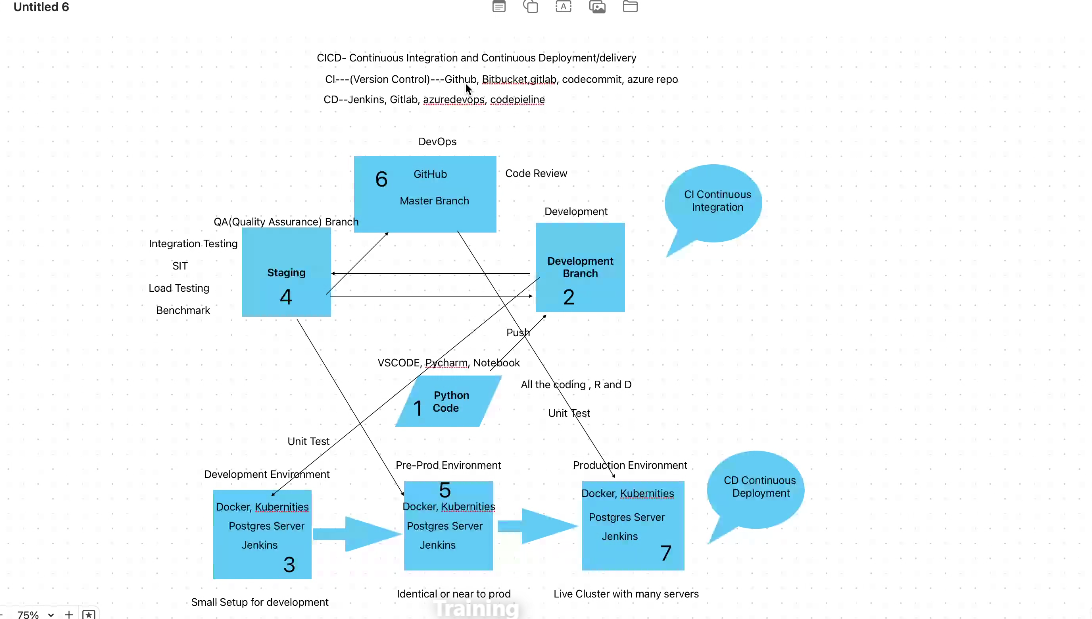 Untitled 6
A
CICD- Continuous Integration and Continuous Deployment/delivery
CI---(Version Control)---Github, Bitbucket,gitlab, codecommit, azure repo
CD--Jenkins, Gitlab, azuredevops, codepieline
DevOps
6
GitHub
Master Branch
Code Review
CI Continuous
Integration
Development
QA(Quality Assurance) Branch
Integration Testing
SIT
Load Testing
Benchmark
Staging
4
Development
Branch
2
Push
VSCODE, Pycharm, Notebook
1
Python
Code
All the coding , R and D
Unit Test
Unit Test
Development Environment
Docker, Kubernities
Postgres Server
Jenkins
3
Small Setup for development
Pre-Prod Environment
5
Docker, Kubernities
Postgres Server
Jenkins
Identical or near to prod
Production Environment
Docker, Kubernities
Postgres Server
Jenkins
7
Live Cluster with many servers
CD Continuous
Deployment
Training
75%